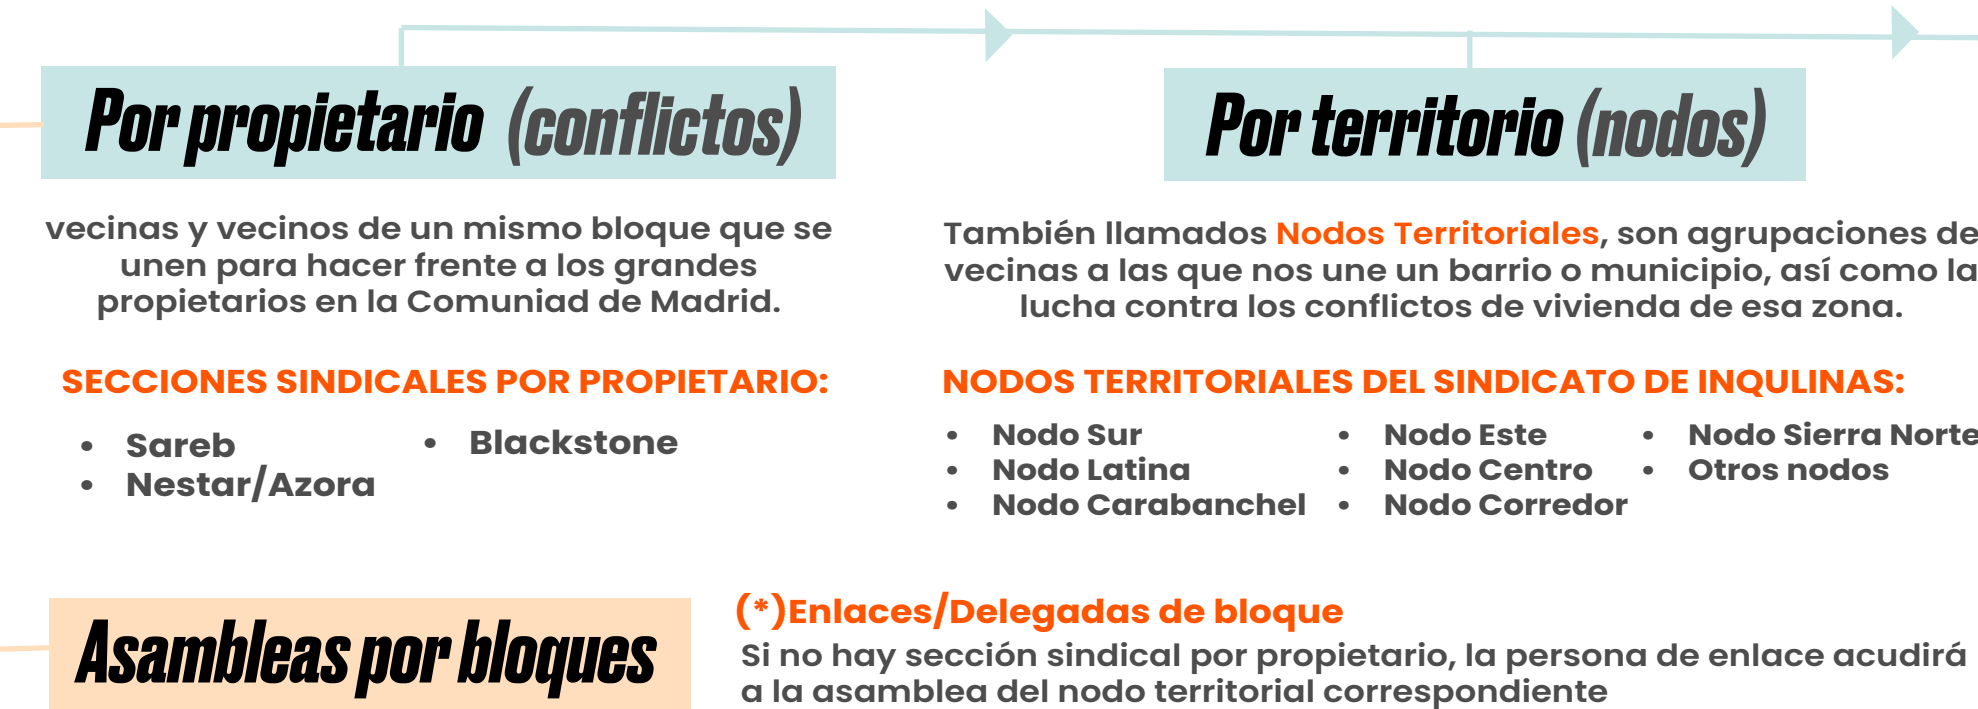 Por propietario (conflictos)
vecinas y vecinos de un mismo bloque que se
unen para hacer frente a los grandes
propietarios en la Comuniad de Madrid.
SECCIONES SINDICALES POR PROPIETARIO:
• Sareb
• Nestar/Azora
• Blackstone
Por territorio (nodos)
También llamados Nodos Territoriales, son agrupaciones de
vecinas a las que nos une un barrio o municipio, así como la
lucha contra los conflictos de vivienda de esa zona.
NODOS TERRITORIALES DEL SINDICATO DE INQULINAS:
• Nodo Sur
• Nodo Latina
• Nodo Carabanchel
• Nodo Este
• Nodo Centro
• Nodo Corredor
• Nodo Sierra Norte
• Otros nodos
Asambleas por bloques
(*)Enlaces/Delegadas de bloque
Si no hay sección sindical por propietario, la persona de enlace acudirá
a la asamblea del nodo territorial correspondiente